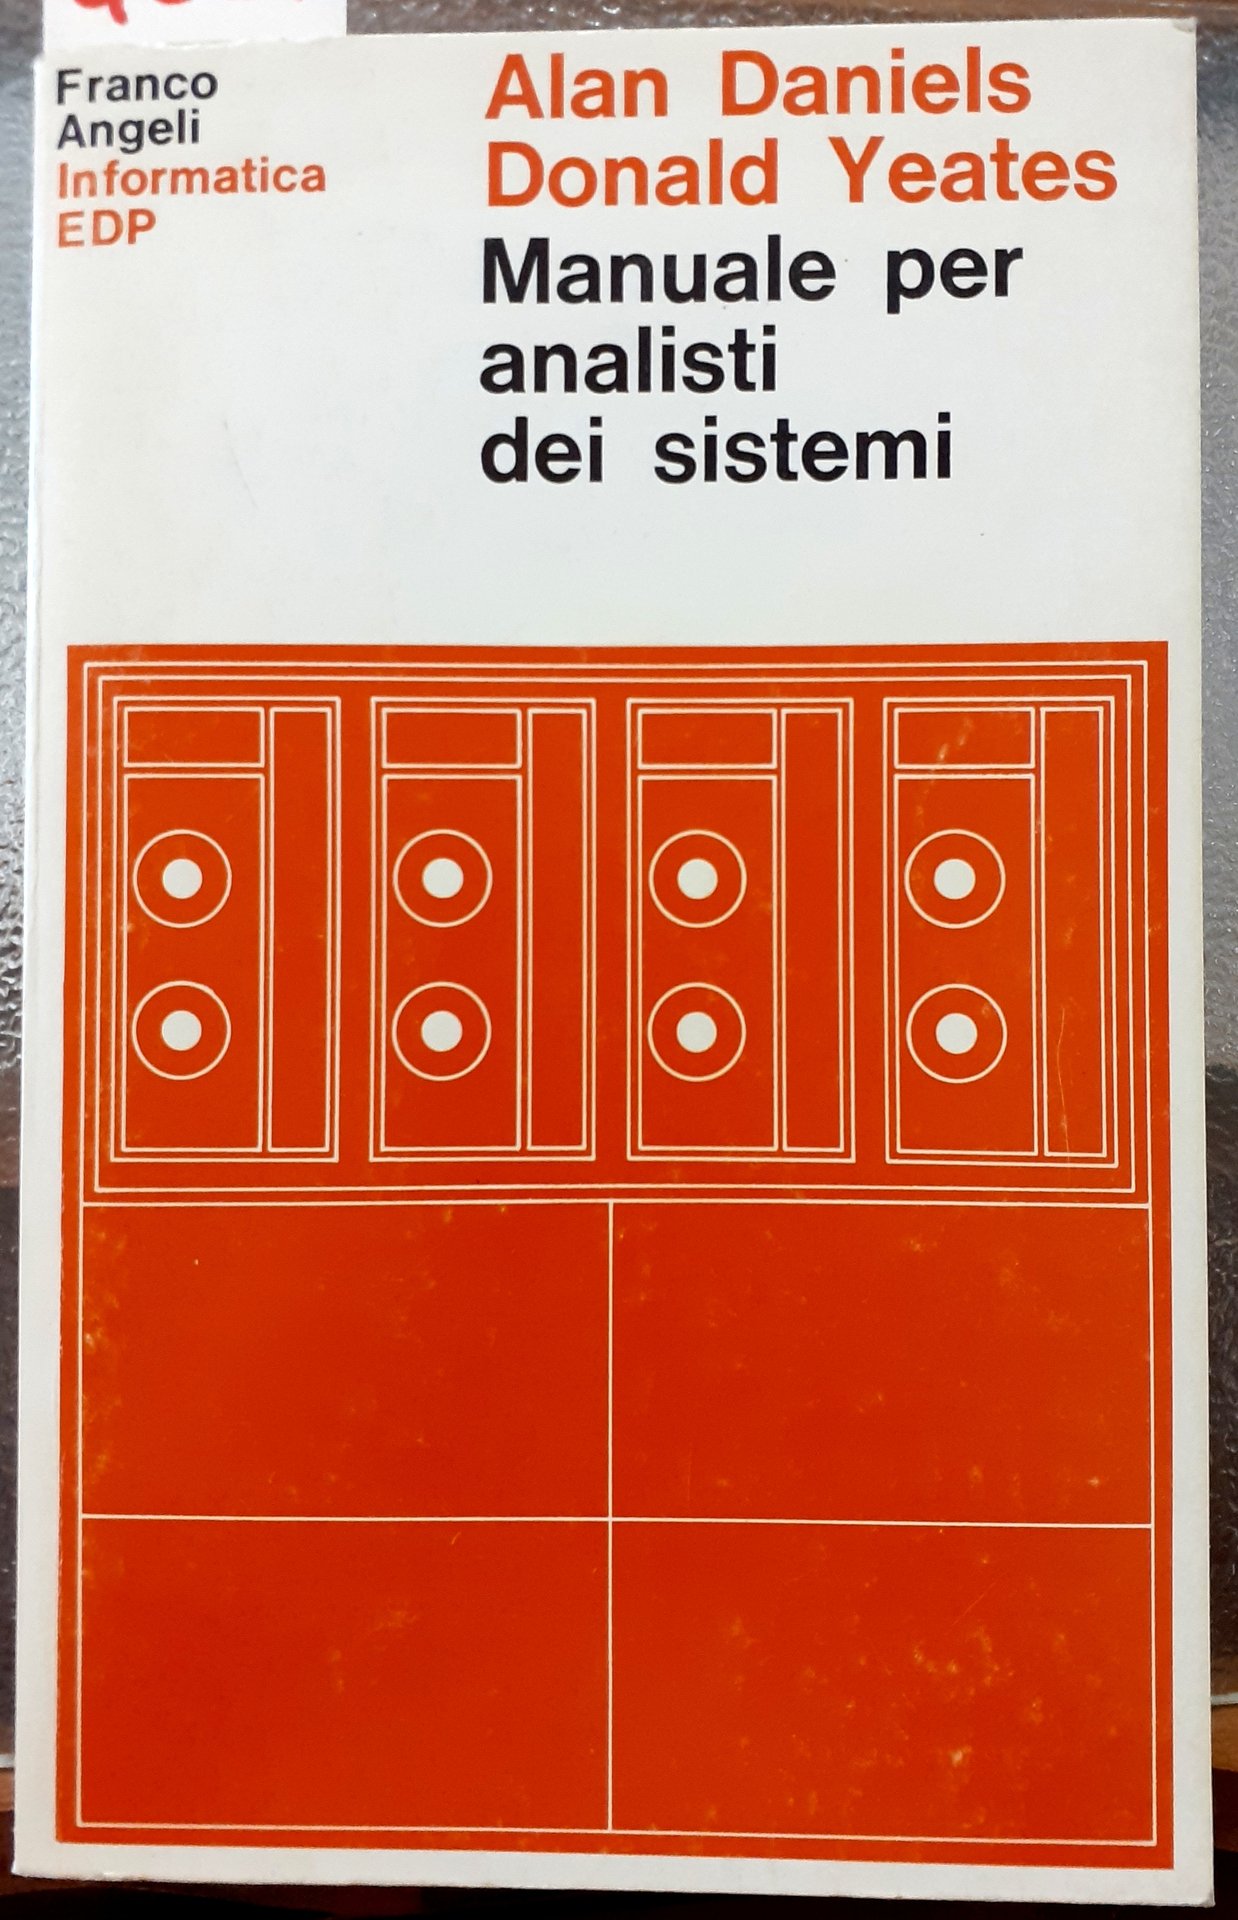 Franco
Angeli
Informatica
EDP
Alan Daniels
Donald Yeates
Manuale per
analisti
dei sistemi